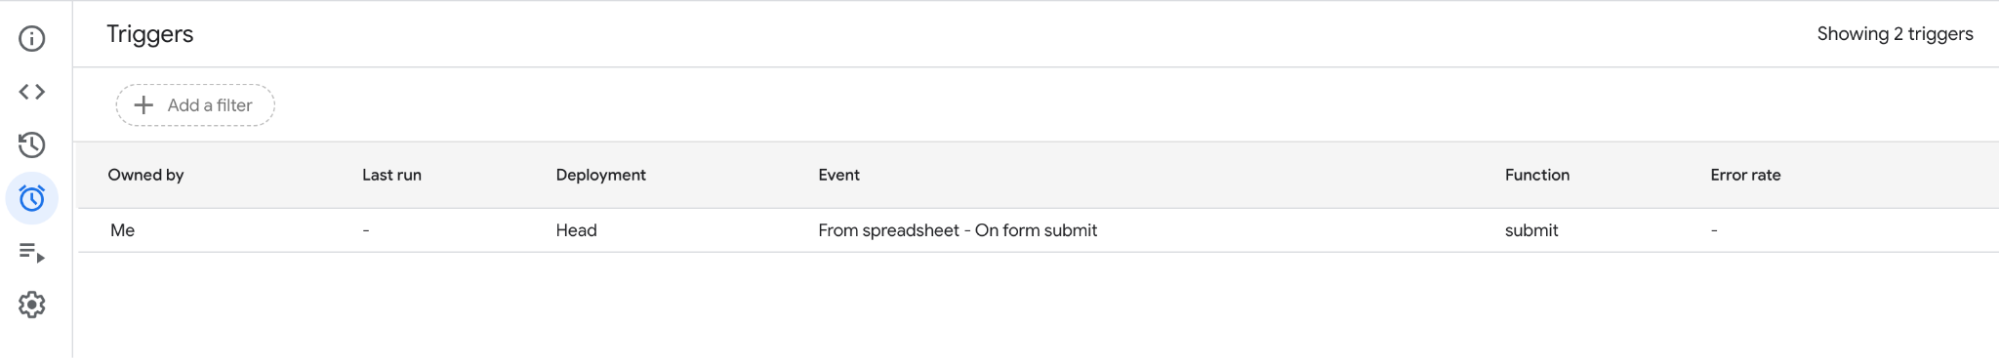 Triggers
Showing 2 triggers
Add a filter
Owned by Last run Deployment Event Function Error rate
Me - Head From spreadsheet - On form submit submit -